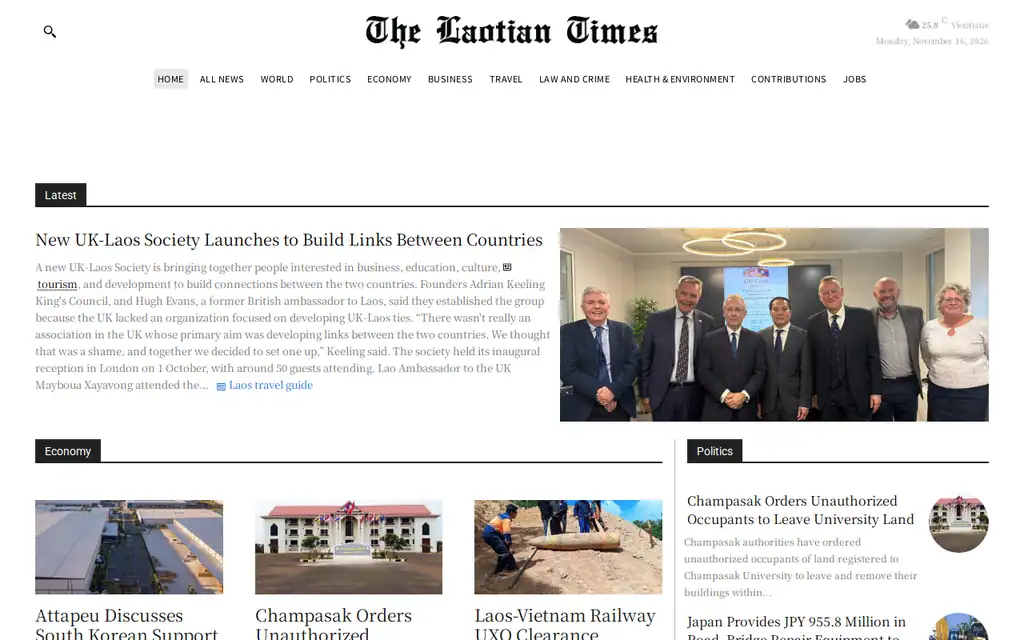 The Laotian Times
25.8 C Vientiane
Monday, November 16, 2026
HOME ALL NEWS WORLD POLITICS ECONOMY BUSINESS TRAVEL LAW AND CRIME HEALTH & ENVIRONMENT CONTRIBUTIONS JOBS
Latest
New UK-Laos Society Launches to Build Links Between Countries
A new UK-Laos Society is bringing together people interested in business, education, culture,
tourism, and development to build connections between the two countries. Founders Adrian Keeling
King's Council, and Hugh Evans, a former British ambassador to Laos, said they established the group
because the UK lacked an organization focused on developing UK-Laos ties. “There wasn't really an
association in the UK whose primary aim was developing links between the two countries. We thought
that was a shame, and together we decided to set one up,” Keeling said. The society held its inaugural
reception in London on 1 October, with around 50 guests attending. Lao Ambassador to the UK
Mayboua Xayavong attended the... Laos travel guide
Economy
Attapeu Discusses
South Korean Support
Champasak Orders
Unauthorized
Laos-Vietnam Railway
UXO Clearance
Politics
Champasak Orders Unauthorized
Occupants to Leave University Land
Champasak authorities have ordered
unauthorized occupants of land registered to
Champasak University to leave and remove their
buildings within...
Japan Provides JPY 955.8 Million in
Road, Bridge Repair Equipment to